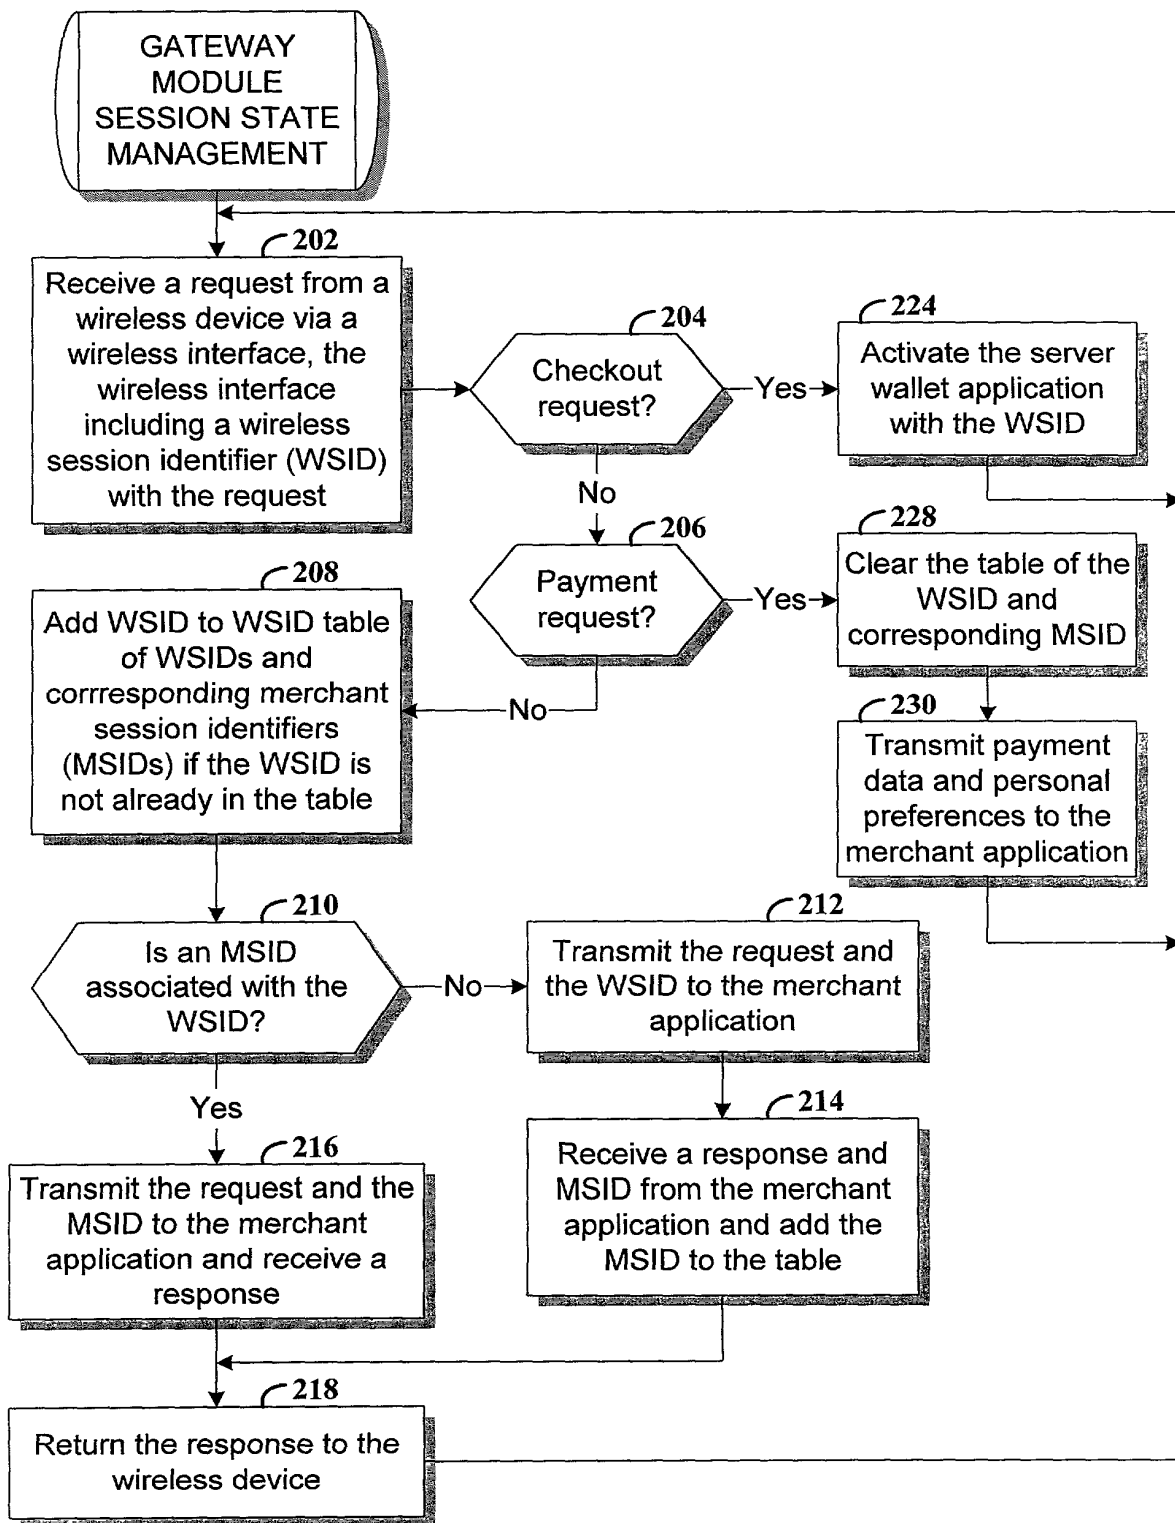 GATEWAY
MODULE
SESSION STATE
MANAGEMENT
202
Receive a request from a
wireless device via a
wireless interface, the
wireless interface
including a wireless
session identifier (WSID)
with the request
204
Checkout
request?
Yes
No
224
Activate the server
wallet application
with the WSID
206
Payment
request?
Yes
No
228
Clear the table of the
WSID and
corresponding MSID
230
Transmit payment
data and personal
preferences to the
merchant application
208
Add WSID to WSID table
of WSIDs and
corrresponding merchant
session identifiers
(MSIDs) if the WSID is
not already in the table
210
Is an MSID
associated with the
WSID?
No
Yes
212
Transmit the request and
the WSID to the merchant
application
214
Receive a response and
MSID from the merchant
application and add the
MSID to the table
216
Transmit the request and the
MSID to the merchant
application and receive a
response
218
Return the response to the
wireless device